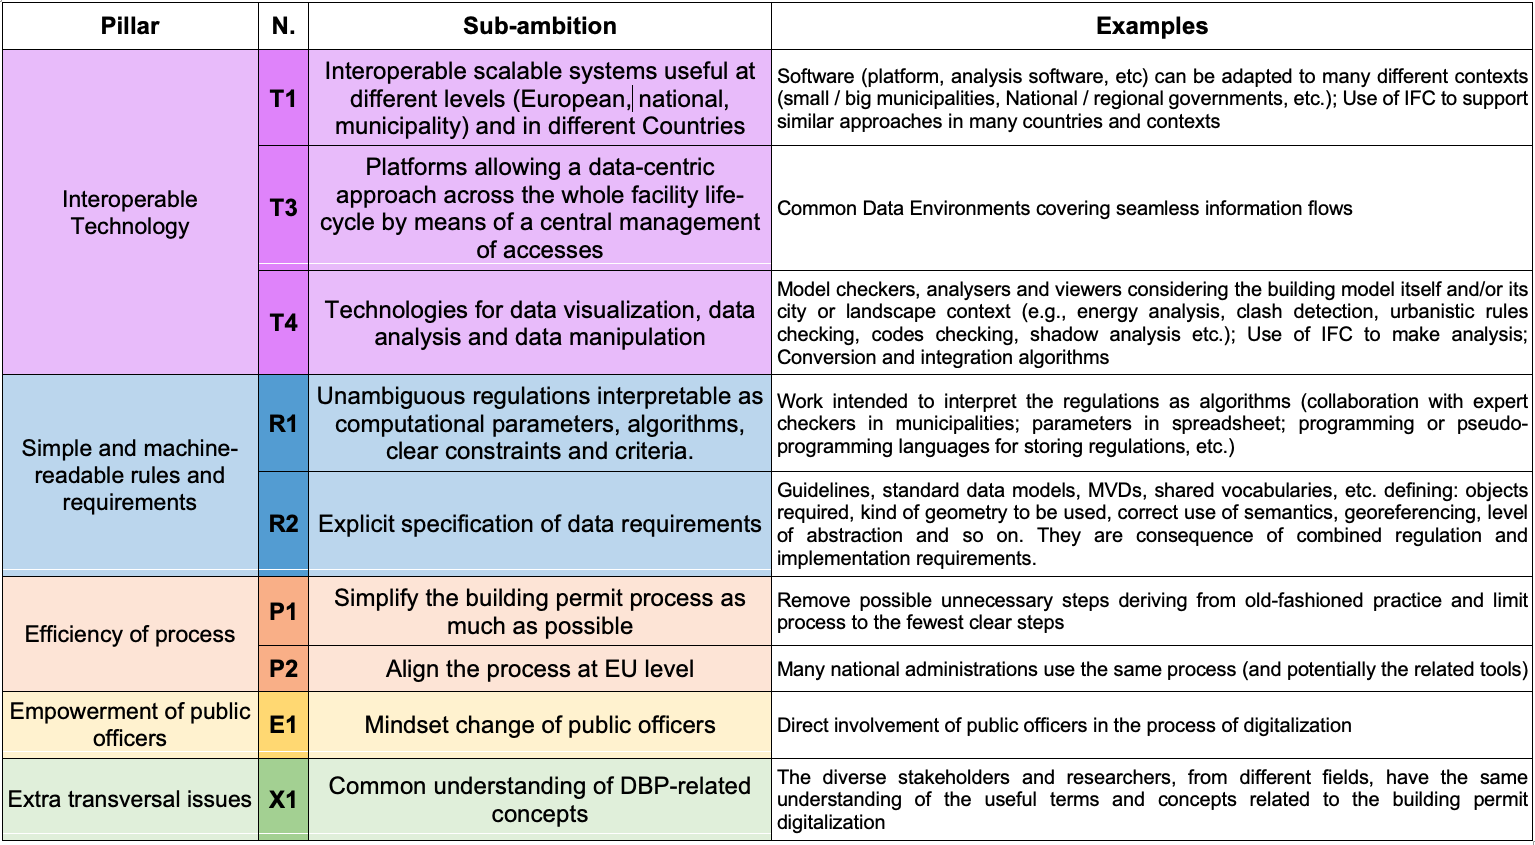 Pillar N. Sub-ambition Examples
Interoperable
Technology
T1
Interoperable scalable systems useful at
different levels (European, national,
municipality) and in different Countries
Software (platform, analysis software, etc) can be adapted to many different contexts
(small / big municipalities, National / regional governments, etc.); Use of IFC to support
similar approaches in many countries and contexts
T3
Platforms allowing a data-centric
approach across the whole facility life-
cycle by means of a central management
of accesses
Common Data Environments covering seamless information flows
T4
Technologies for data visualization, data
analysis and data manipulation
Model checkers, analysers and viewers considering the building model itself and/or its
city or landscape context (e.g., energy analysis, clash detection, urbanistic rules
checking, codes checking, shadow analysis etc.); Use of IFC to make analysis;
Conversion and integration algorithms
Simple and machine-
readable rules and
requirements
R1
Unambiguous regulations interpretable as
computational parameters, algorithms,
clear constraints and criteria.
Work intended to interpret the regulations as algorithms (collaboration with expert
checkers in municipalities; parameters in spreadsheet; programming or pseudo-
programming languages for storing regulations, etc.)
R2
Explicit specification of data requirements
Guidelines, standard data models, MVDs, shared vocabularies, etc. defining: objects
required, kind of geometry to be used, correct use of semantics, georeferencing, level
of abstraction and so on. They are consequence of combined regulation and
implementation requirements.
Efficiency of process
P1
Simplify the building permit process as
much as possible
Remove possible unnecessary steps deriving from old-fashioned practice and limit
process to the fewest clear steps
P2
Align the process at EU level
Many national administrations use the same process (and potentially the related tools)
Empowerment of public
officers
E1
Mindset change of public officers
Direct involvement of public officers in the process of digitalization
Extra transversal issues
X1
Common understanding of DBP-related
concepts
The diverse stakeholders and researchers, from different fields, have the same
understanding of the useful terms and concepts related to the building permit
digitalization